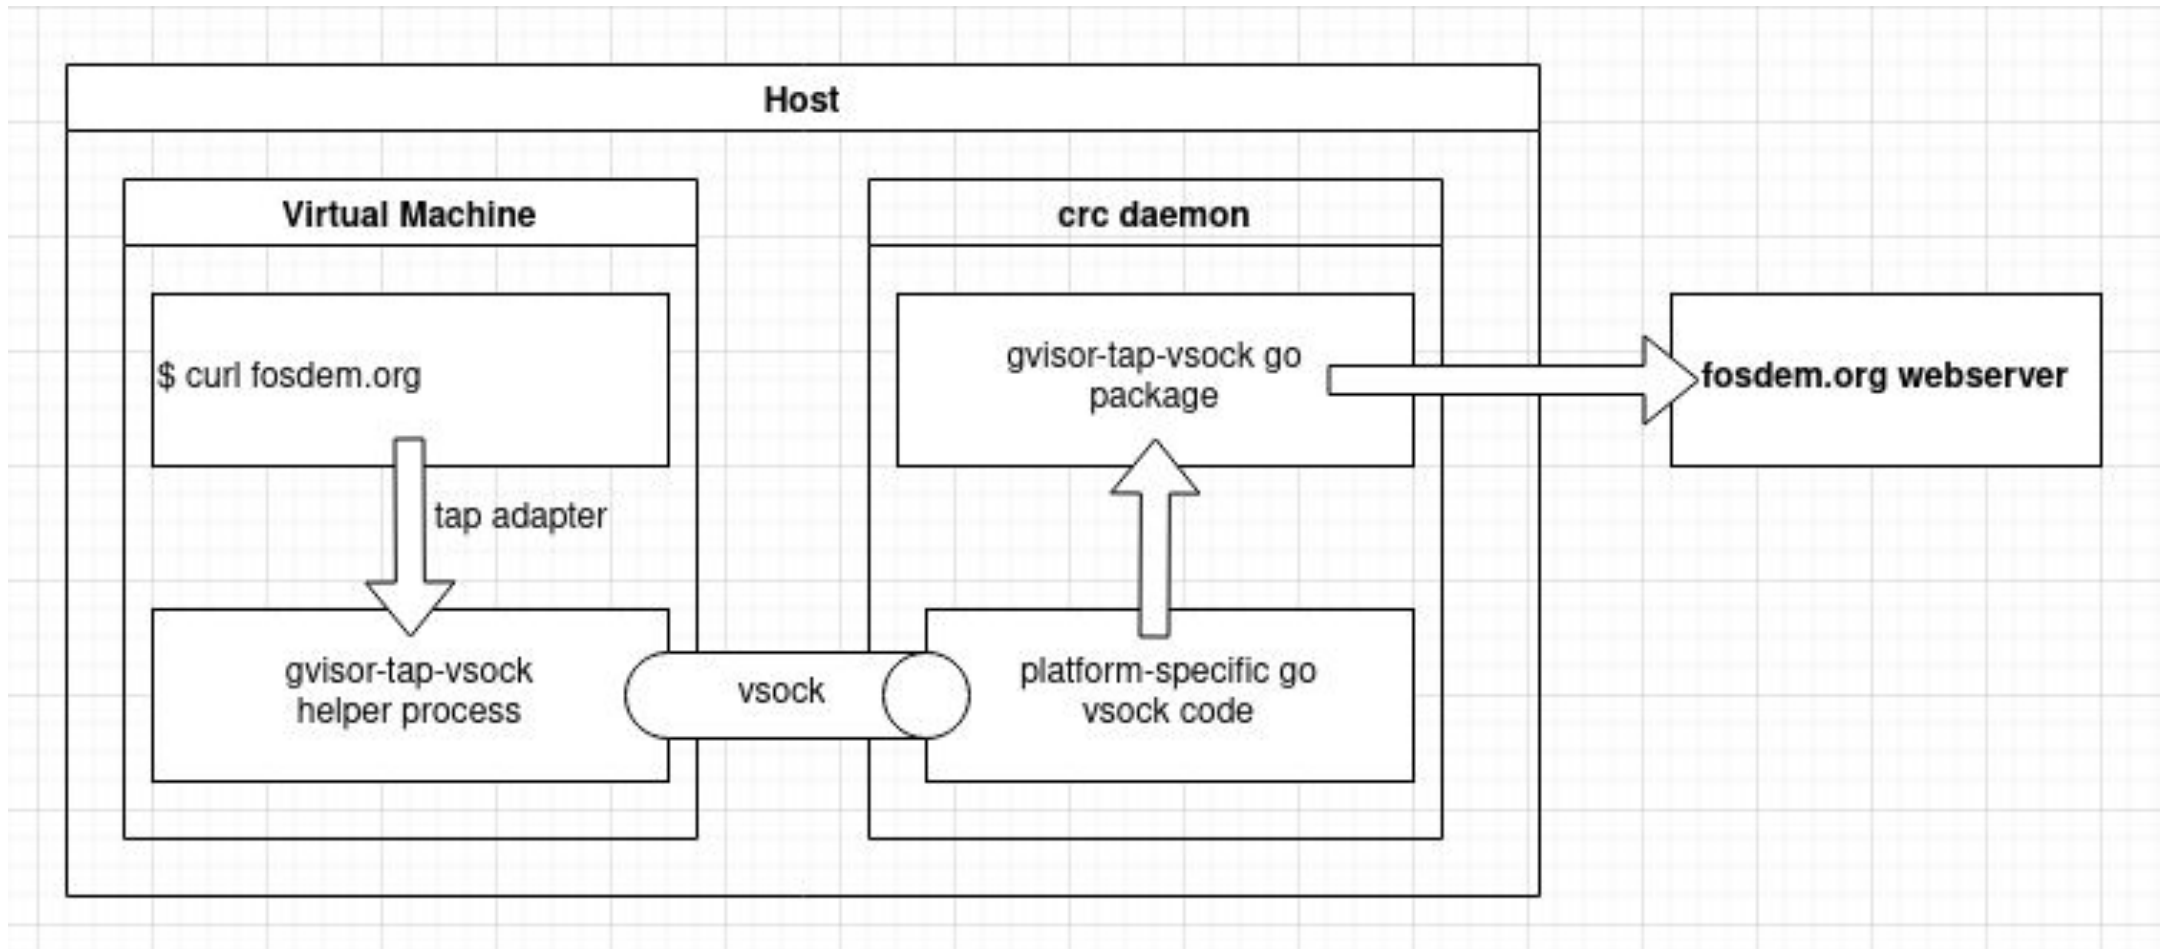 Host
Virtual Machine
$ curl fosdem.org
tap adapter
gvisor-tap-vsock
helper process
vsock
crc daemon
gvisor-tap-vsock go
package
platform-specific go
vsock code
fosdem.org webserver